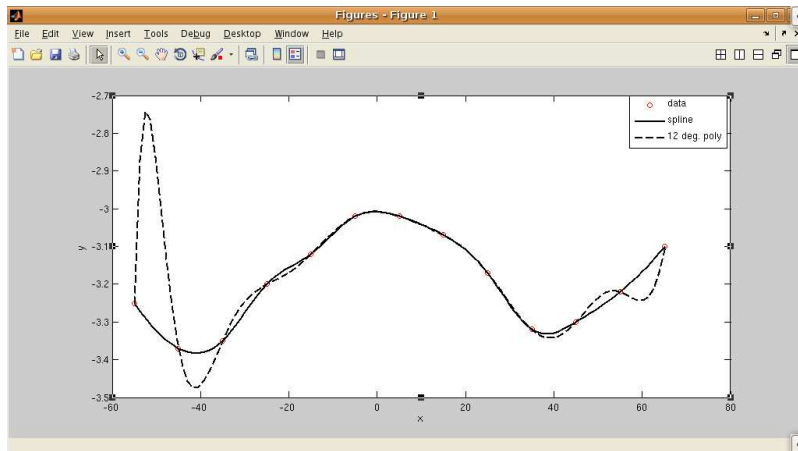 Figures - Figure 1
File Edit View Insert Tools Debug Desktop Window Help
-2.7
-2.8
-2.9
-3
-3.1
-3.2
-3.3
-3.4
-3.5
y
-60 -40 -20 0 20 40 60 80
x
data
spline
12 deg. poly